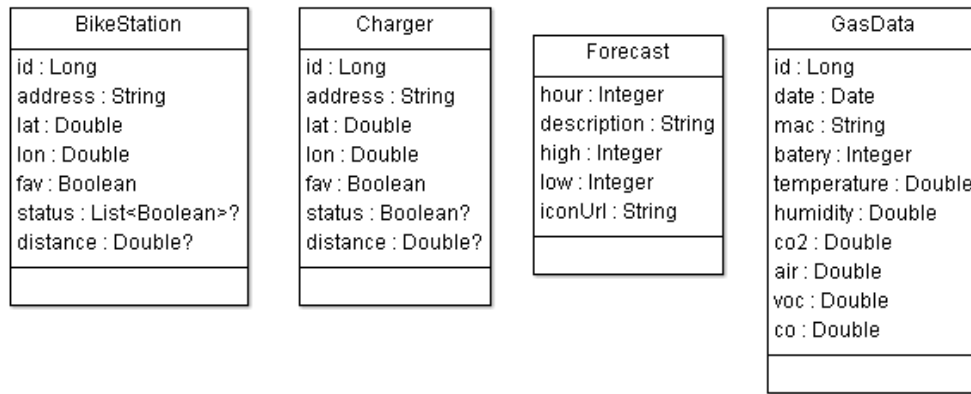 BikeStation
id : Long
address : String
lat : Double
lon : Double
fav : Boolean
status : List<Boolean>?
distance : Double?
Charger
id : Long
address : String
lat : Double
lon : Double
fav : Boolean
status : Boolean?
distance : Double?
Forecast
hour : Integer
description : String
high : Integer
low : Integer
iconUrl : String
GasData
id : Long
date : Date
mac : String
batery : Integer
temperature : Double
humidity : Double
co2 : Double
air : Double
voc : Double
co : Double